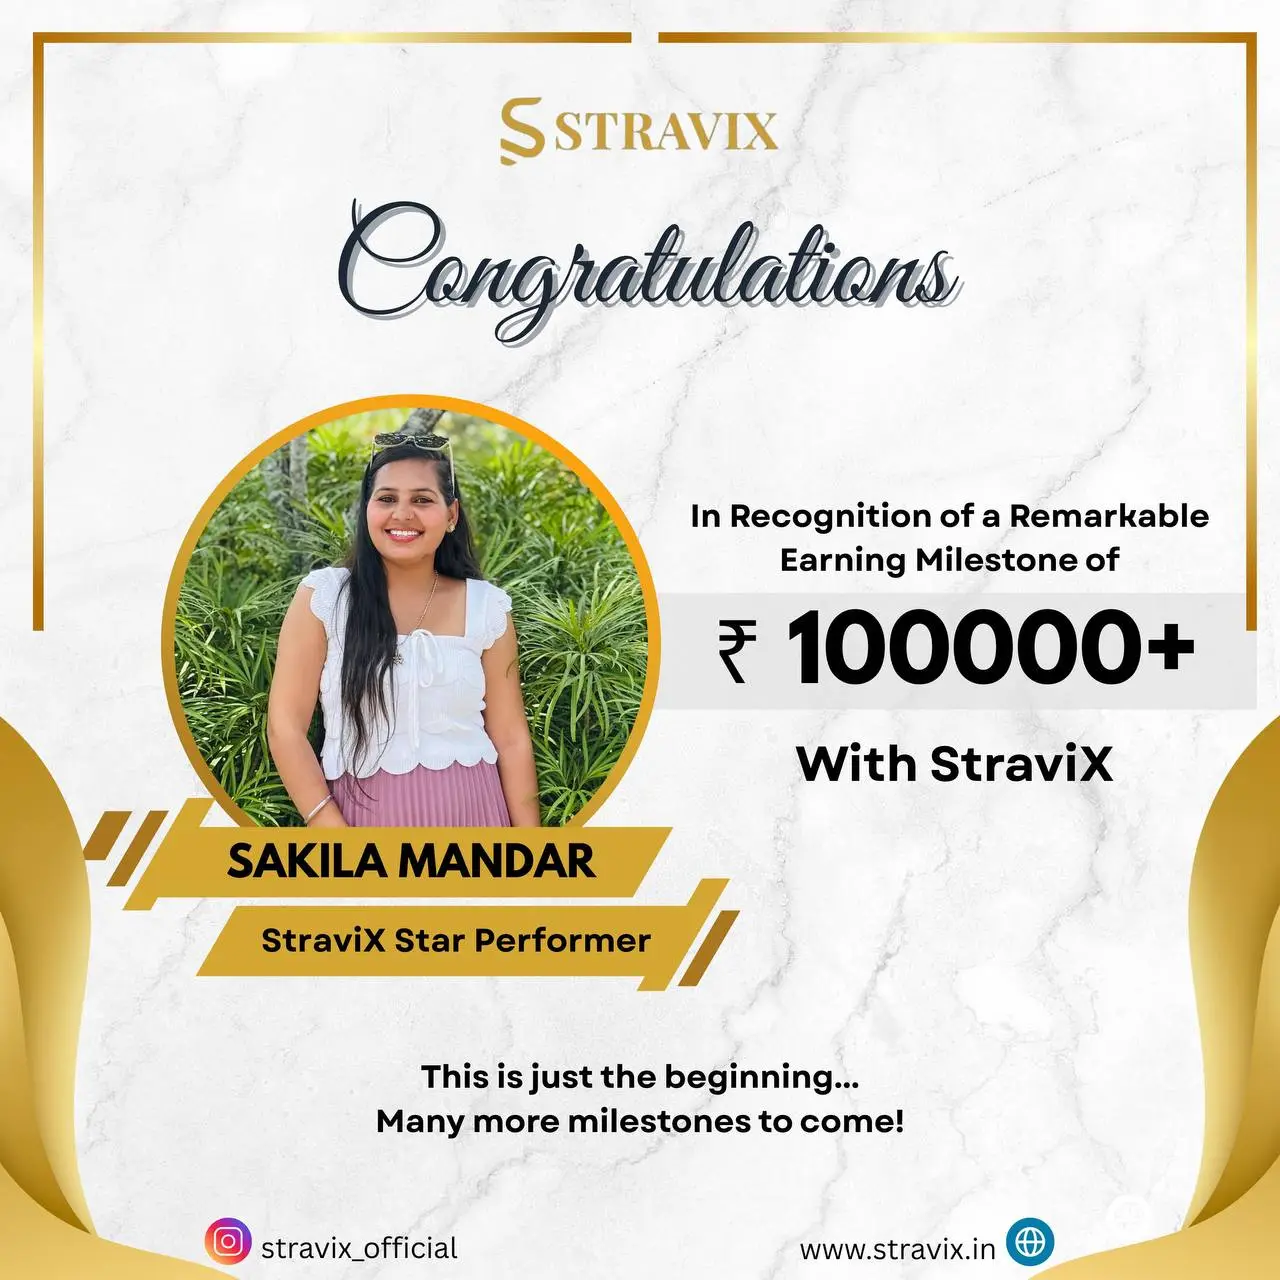 STRAVIX
Congratulations
In Recognition of a Remarkable
Earning Milestone of
₹ 100000+
With StraviX
SAKILA MANDAR
StraviX Star Performer
This is just the beginning...
Many more milestones to come!
stravix_official
www.stravix.in